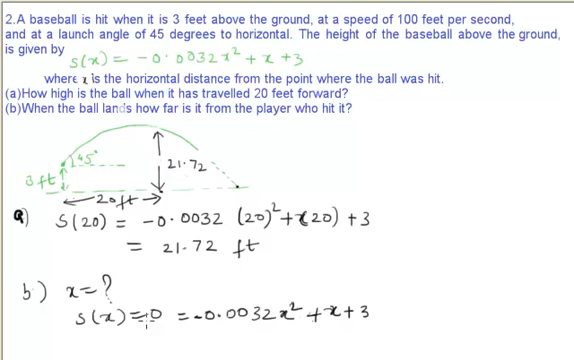 2.A baseball is hit when it is 3 feet above the ground, at a speed of 100 feet per second,
and at a launch angle of 45 degrees to horizontal. The height of the baseball above the ground,
is given by s(x) = -0.0032x² + x + 3
where x is the horizontal distance from the point where the ball was hit.
(a)How high is the ball when it has travelled 20 feet forward?
(b)When the ball lands how far is it from the player who hit it?
45°
21.72
3 ft
20 ft
a) s(20) = -0.0032 (20)² + (20) + 3
= 21.72 ft
b) x = ?
s(x) = 0 = -0.0032x² + x + 3